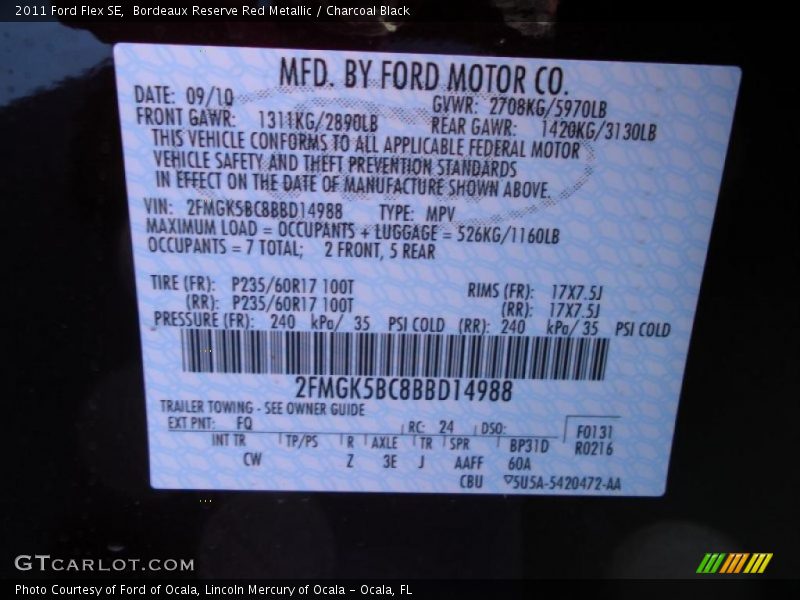 2011 Ford Flex SE,  Bordeaux Reserve Red Metallic / Charcoal Black
MFD. BY FORD MOTOR CO.
DATE: 09/10 GVWR: 2708KG/5970LB
FRONT GAWR: 1311KG/2890LB REAR GAWR: 1420KG/3130LB
THIS VEHICLE CONFORMS TO ALL APPLICABLE FEDERAL MOTOR
VEHICLE SAFETY AND THEFT PREVENTION STANDARDS
IN EFFECT ON THE DATE OF MANUFACTURE SHOWN ABOVE.
VIN: 2FMGK5BC8BBD14988 TYPE: MPV
MAXIMUM LOAD = OCCUPANTS + LUGGAGE = 526KG/1160LB
OCCUPANTS = 7 TOTAL; 2 FRONT, 5 REAR
TIRE (FR): P235/60R17 100T RIMS (FR): 17X7.5J
(RR): P235/60R17 100T (RR): 17X7.5J
PRESSURE (FR): 240 kPa/ 35 PSI COLD (RR): 240 kPa/ 35 PSI COLD
2FMGK5BC8BBD14988
TRAILER TOWING - SEE OWNER GUIDE
EXT PNT: FQ RC: 24 DSO: F0131
INT TR TP/PS R AXLE TR SPR BP31D R0216
CW Z 3E J AAFF 60A
CBU ▽5U5A-5420472-AA
GTCARLOT.COM
Photo Courtesy of Ford of Ocala, Lincoln Mercury of Ocala - Ocala, FL